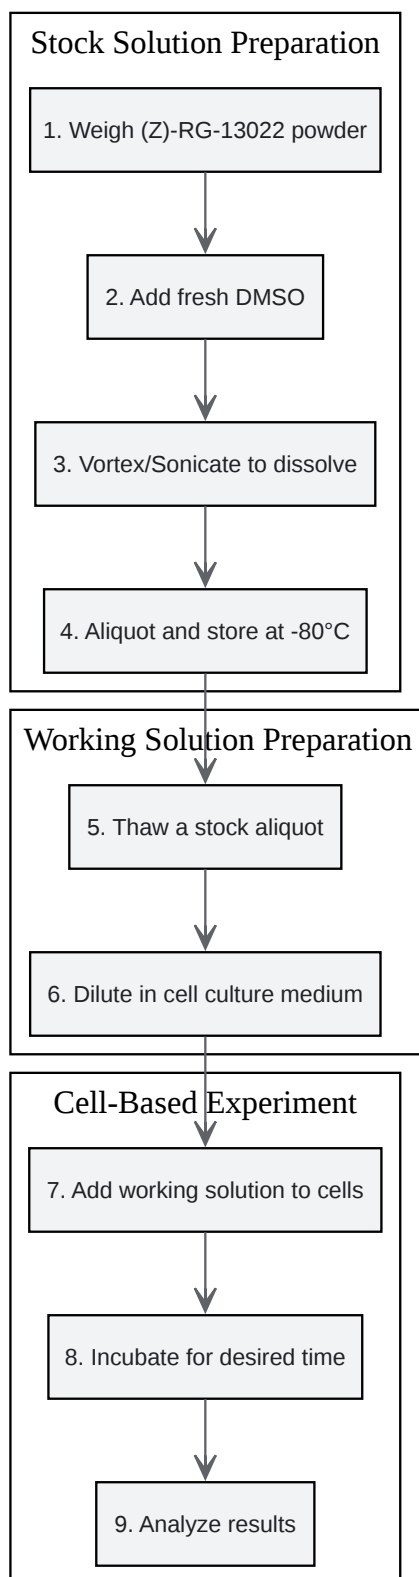 Stock Solution Preparation
1. Weigh (Z)-RG-13022 powder
2. Add fresh DMSO
3. Vortex/Sonicate to dissolve
4. Aliquot and store at -80°C
Working Solution Preparation
5. Thaw a stock aliquot
6. Dilute in cell culture medium
Cell-Based Experiment
7. Add working solution to cells
8. Incubate for desired time
9. Analyze results